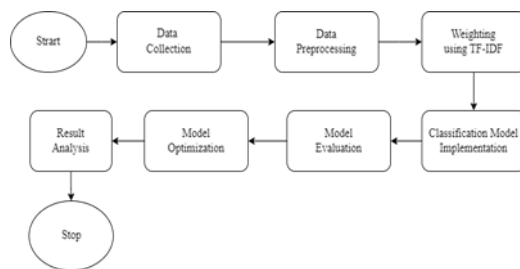 Strart
Data
Collection
Data
Preprocessing
Weighting
using TF-IDF
Classification Model
Implementation
Model
Evaluation
Model
Optimization
Result
Analysis
Stop